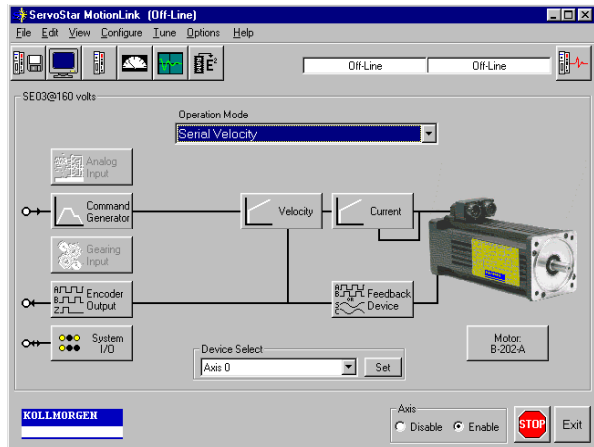 ServoStar MotionLink (Off-Line)
File Edit View Configure Tune Options Help
E²
Off-Line Off-Line
SE03@160 volts
Operation Mode
Serial Velocity
Analog
Input
Command
Generator
Velocity
Current
Gearing
Input
A
B
Z
Encoder
Output
A
B
OR
S
C
Feedback
Device
System
I/O
Motor:
B-202-A
Device Select
Axis 0
Set
KOLLMORGEN
Axis
Disable Enable
STOP
Exit